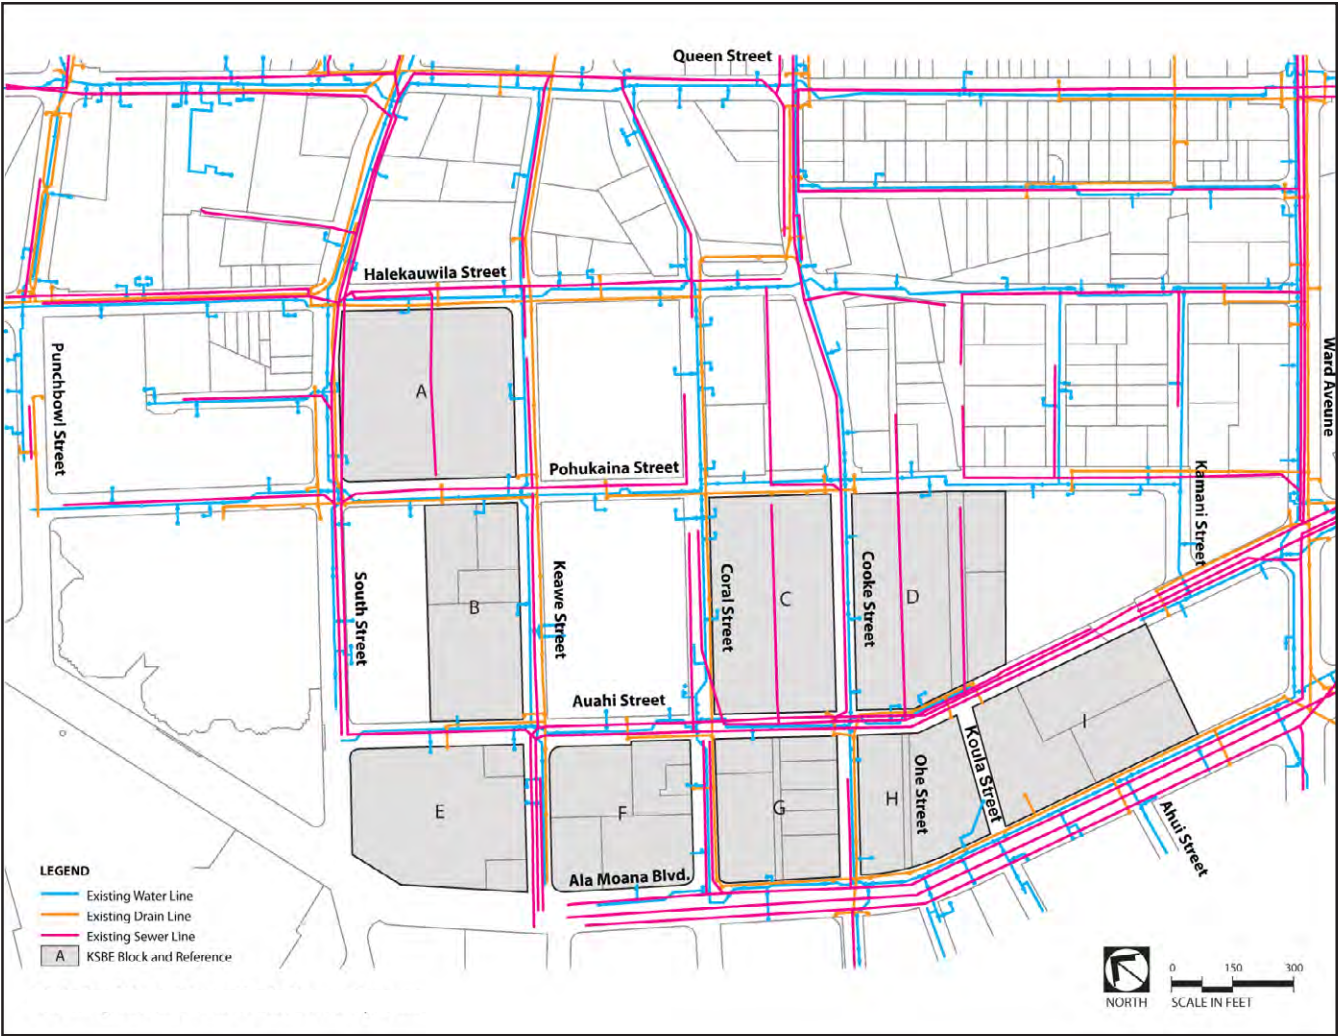 Queen Street
Halekauwila Street
Punchbowl Street
Ward Aveune
A
Pohukaina Street
Kamani Street
South Street
B
Keawe Street
Coral Street
C
Cooke Street
D
Auahi Street
E
F
G
H
Ohe Street
Koula Street
I
Ahui Street
Ala Moana Blvd.
LEGEND
Existing Water Line
Existing Drain Line
Existing Sewer Line
A KSBE Block and Reference
NORTH
0 150 300
SCALE IN FEET